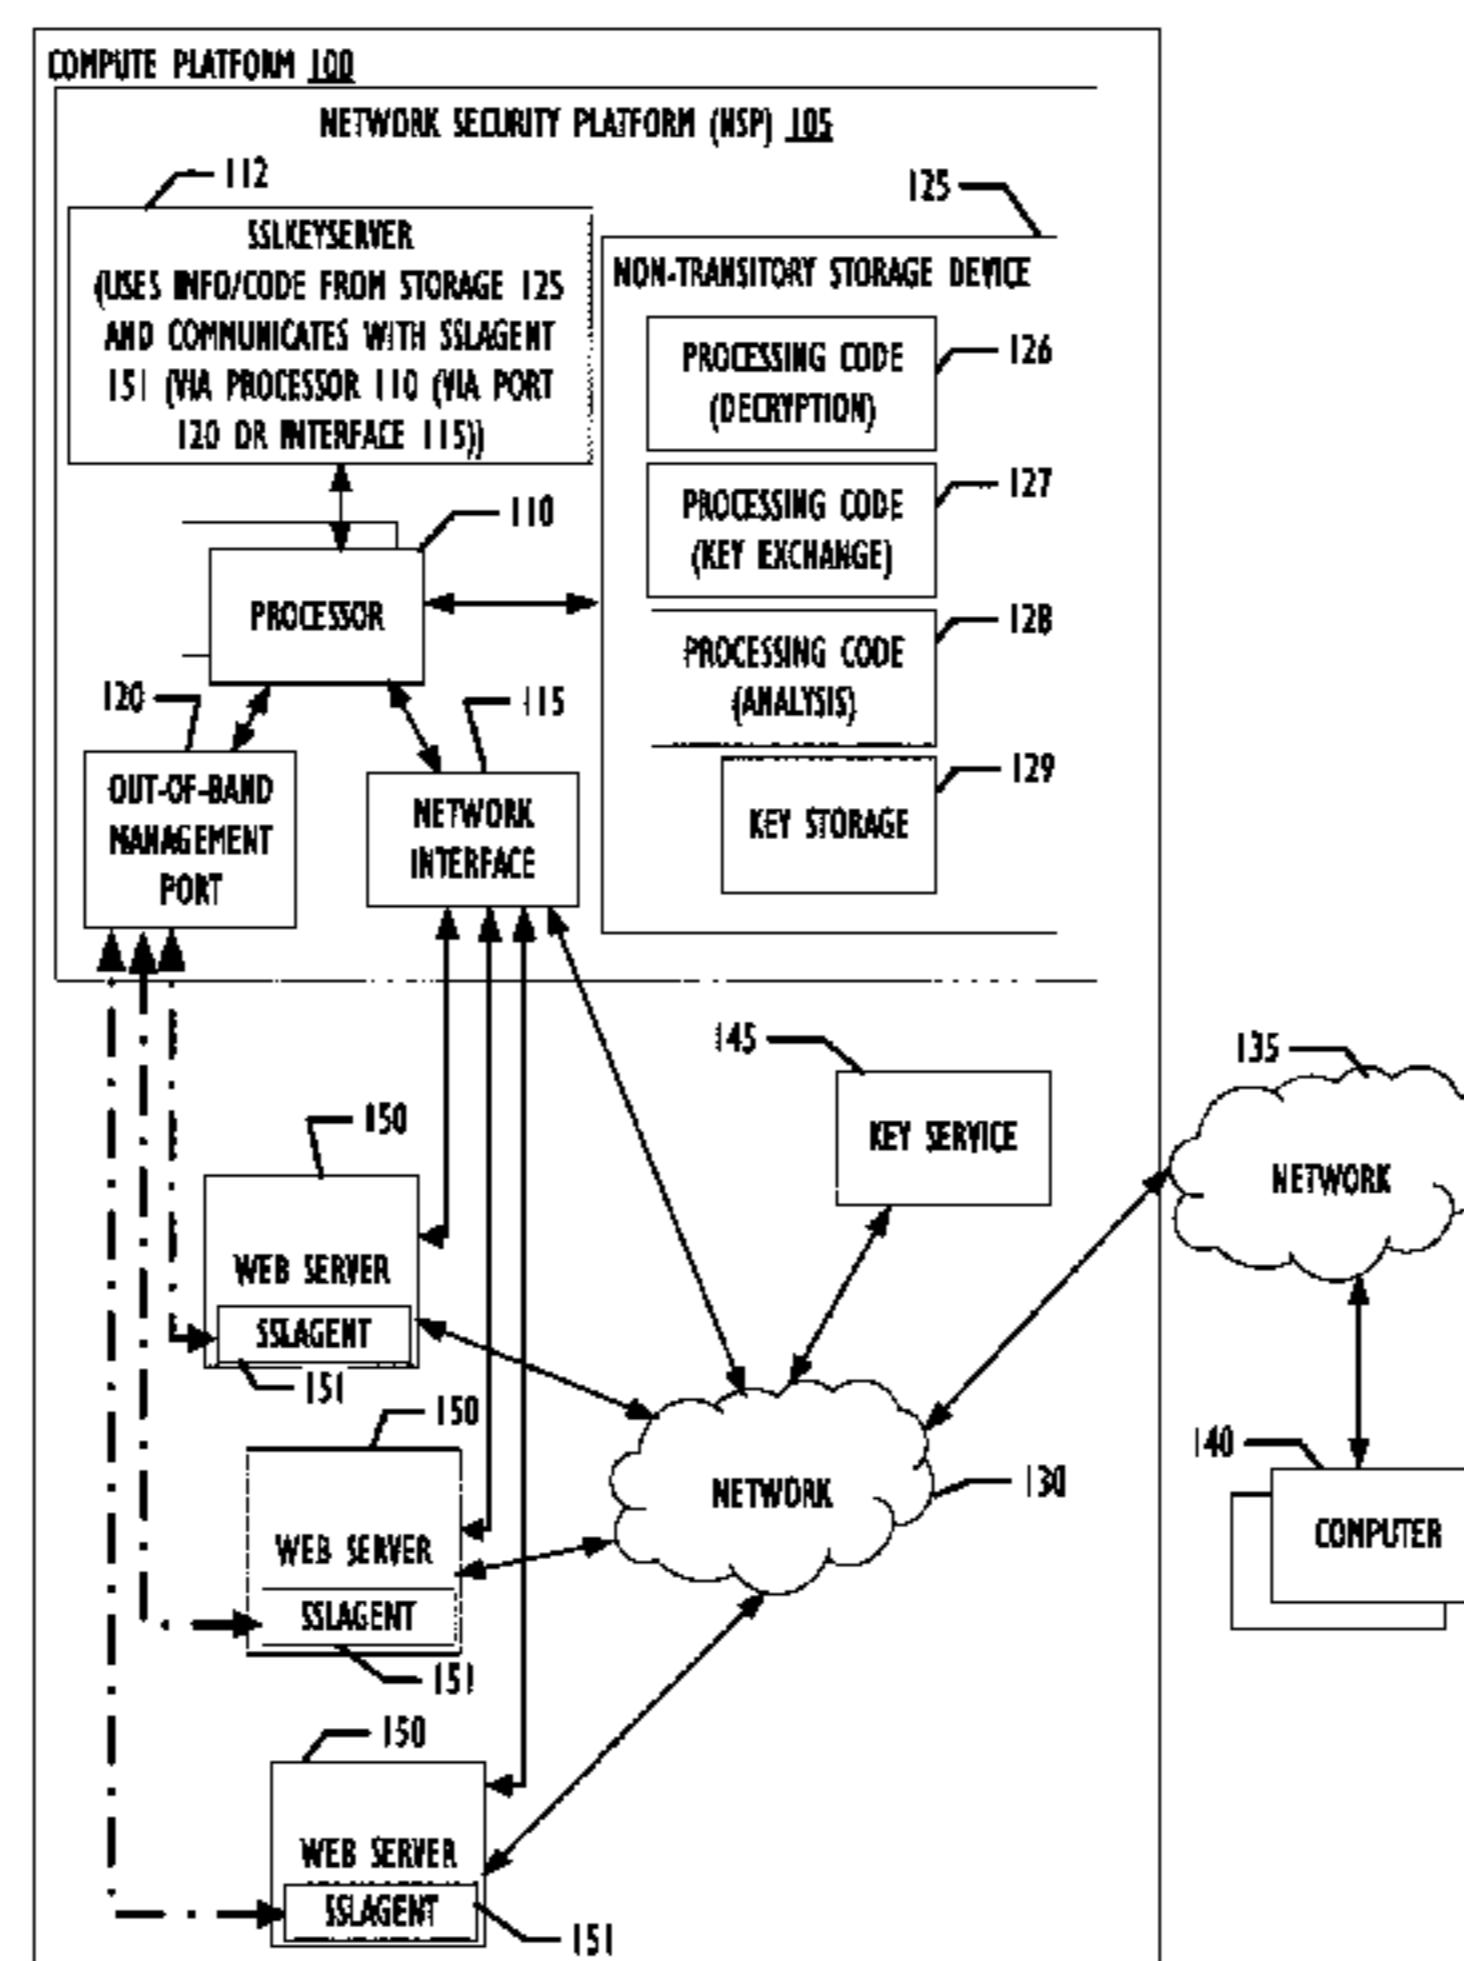 COMPUTE PLATFORM 100
NETWORK SECURITY PLATFORM (NSP) 105
112
125
SSLKEYSERVER
(USES INFO/CODE FROM STORAGE 125
AND COMMUNICATES WITH SSLAGENT
151 (VIA PROCESSOR 110 (VIA PORT
120 OR INTERFACE 115))
NON-TRANSITORY STORAGE DEVICE
PROCESSING CODE
(DECRYPTION)
126
PROCESSING CODE
(KEY EXCHANGE)
127
110
PROCESSOR
PROCESSING CODE
(ANALYSIS)
128
120
115
KEY STORAGE
129
OUT-OF-BAND
MANAGEMENT
PORT
NETWORK
INTERFACE
145
KEY SERVICE
135
NETWORK
150
WEB SERVER
SSLAGENT
151
150
WEB SERVER
SSLAGENT
151
NETWORK
130
140
COMPUTER
150
WEB SERVER
SSLAGENT
151